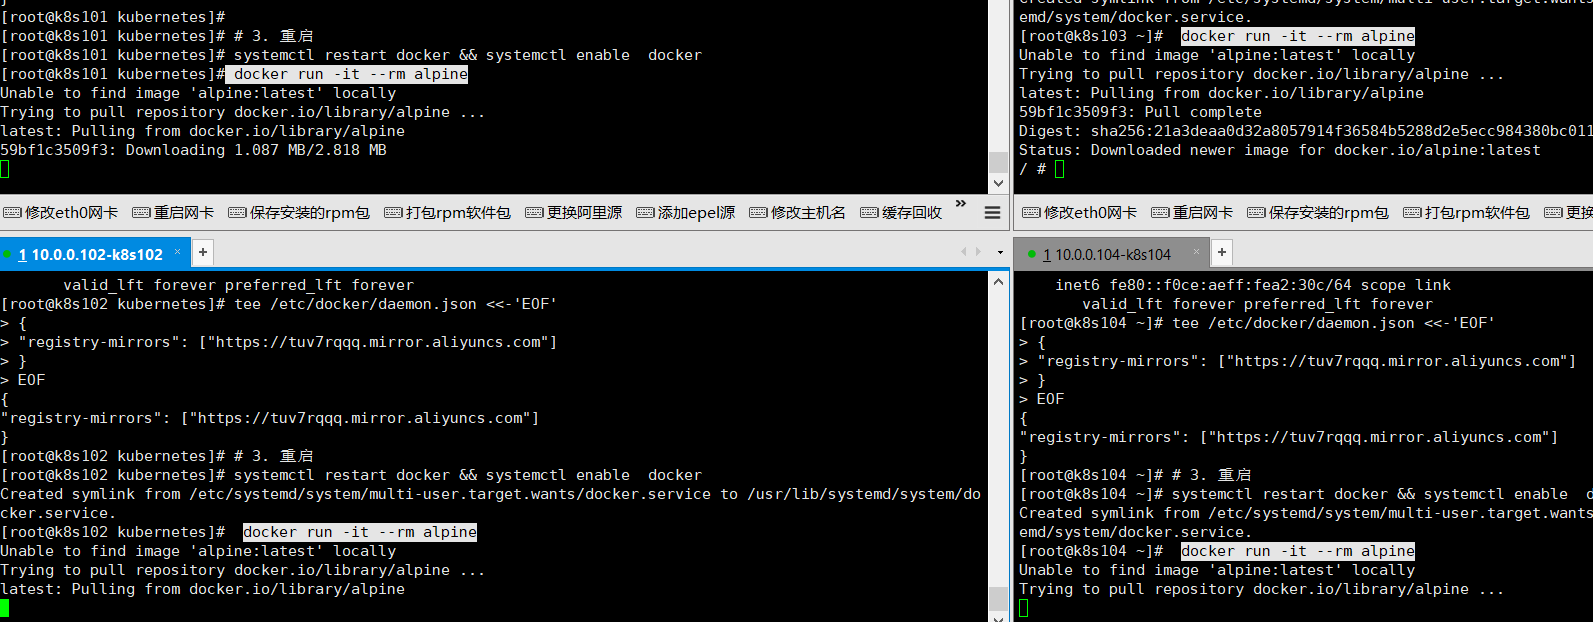 }
[root@k8s101 kubernetes]#
[root@k8s101 kubernetes]# # 3. 重启
[root@k8s101 kubernetes]# systemctl restart docker && systemctl enable  docker
[root@k8s101 kubernetes]# docker run -it --rm alpine
Unable to find image 'alpine:latest' locally
Trying to pull repository docker.io/library/alpine ...
latest: Pulling from docker.io/library/alpine
59bf1c3509f3: Downloading 1.087 MB/2.818 MB
Created symlink from /etc/systemd/system/multi-user.target.wants
emd/system/docker.service.
[root@k8s103 ~]#  docker run -it --rm alpine
Unable to find image 'alpine:latest' locally
Trying to pull repository docker.io/library/alpine ...
latest: Pulling from docker.io/library/alpine
59bf1c3509f3: Pull complete
Digest: sha256:21a3deaa0d32a8057914f36584b5288d2e5ecc984380bc011
Status: Downloaded newer image for docker.io/alpine:latest
/ #
修改eth0网卡 重启网卡 保存安装的rpm包 打包rpm软件包 更换阿里源 添加epel源 修改主机名 缓存回收 »
修改eth0网卡 重启网卡 保存安装的rpm包 打包rpm软件包 更换
1 10.0.0.102-k8s102 × +
valid_lft forever preferred_lft forever
[root@k8s102 kubernetes]# tee /etc/docker/daemon.json <<-'EOF'
> {
> "registry-mirrors": ["https://tuv7rqqq.mirror.aliyuncs.com"]
> }
> EOF
{
"registry-mirrors": ["https://tuv7rqqq.mirror.aliyuncs.com"]
}
[root@k8s102 kubernetes]# # 3. 重启
[root@k8s102 kubernetes]# systemctl restart docker && systemctl enable  docker
Created symlink from /etc/systemd/system/multi-user.target.wants/docker.service to /usr/lib/systemd/system/do
cker.service.
[root@k8s102 kubernetes]#  docker run -it --rm alpine
Unable to find image 'alpine:latest' locally
Trying to pull repository docker.io/library/alpine ...
latest: Pulling from docker.io/library/alpine
1 10.0.0.104-k8s104 × +
inet6 fe80::f0ce:aeff:fea2:30c/64 scope link
valid_lft forever preferred_lft forever
[root@k8s104 ~]# tee /etc/docker/daemon.json <<-'EOF'
> {
> "registry-mirrors": ["https://tuv7rqqq.mirror.aliyuncs.com"]
> }
> EOF
{
"registry-mirrors": ["https://tuv7rqqq.mirror.aliyuncs.com"]
}
[root@k8s104 ~]# # 3. 重启
[root@k8s104 ~]# systemctl restart docker && systemctl enable  d
Created symlink from /etc/systemd/system/multi-user.target.wants
emd/system/docker.service.
[root@k8s104 ~]#  docker run -it --rm alpine
Unable to find image 'alpine:latest' locally
Trying to pull repository docker.io/library/alpine ...